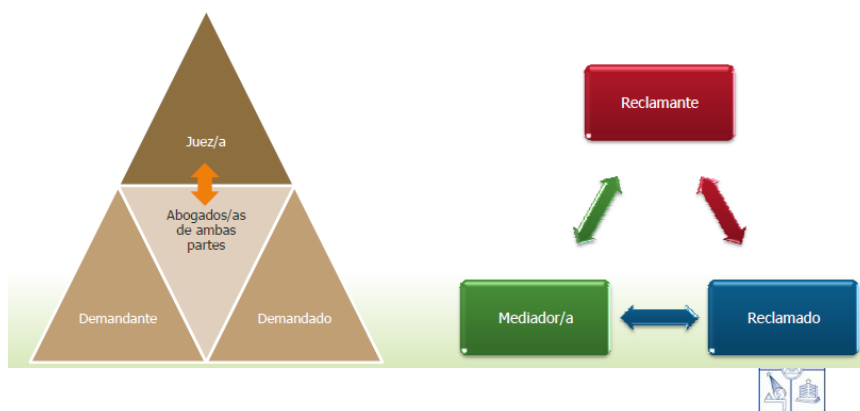 Juez/a
Abogados/as
de ambas
partes
Demandante
Demandado
Reclamante
Mediador/a
Reclamado